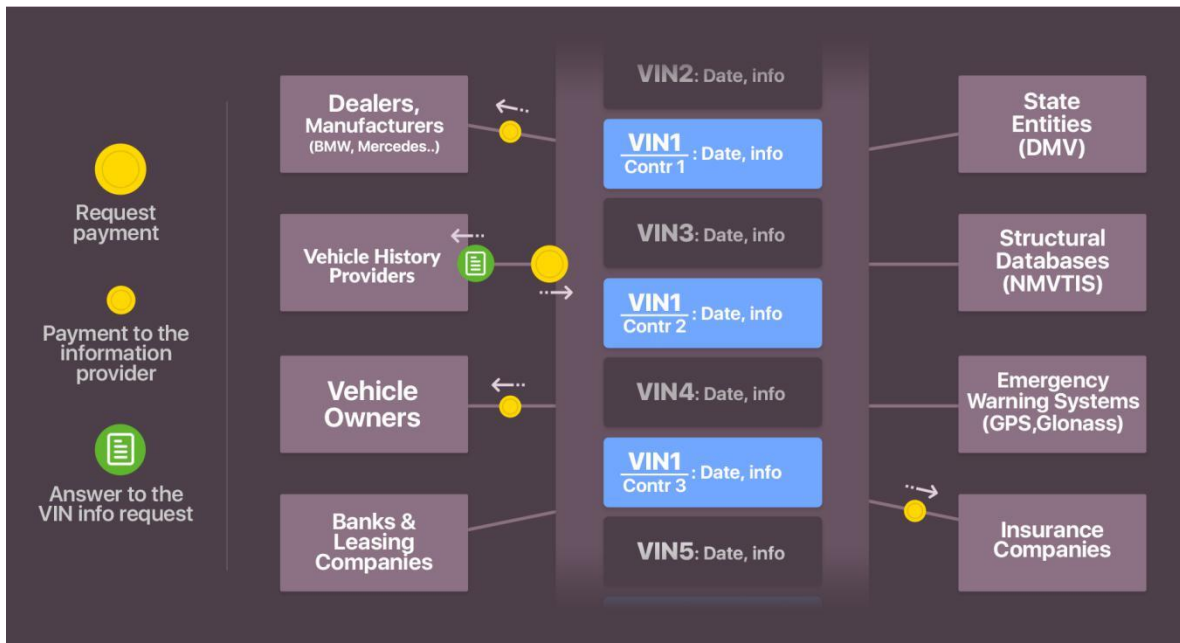 Request
payment
Payment to the
information
provider
Answer to the
VIN info request
Dealers,
Manufacturers
(BMW, Mercedes..)
Vehicle History
Providers
Vehicle
Owners
Banks &
Leasing
Companies
VIN2: Date, info
VIN1
Contr 1 : Date, info
VIN3: Date, info
VIN1
Contr 2 : Date, info
VIN4: Date, info
VIN1
Contr 3 : Date, info
VIN5: Date, info
State
Entities
(DMV)
Structural
Databases
(NMVTIS)
Emergency
Warning Systems
(GPS,Glonass)
Insurance
Companies